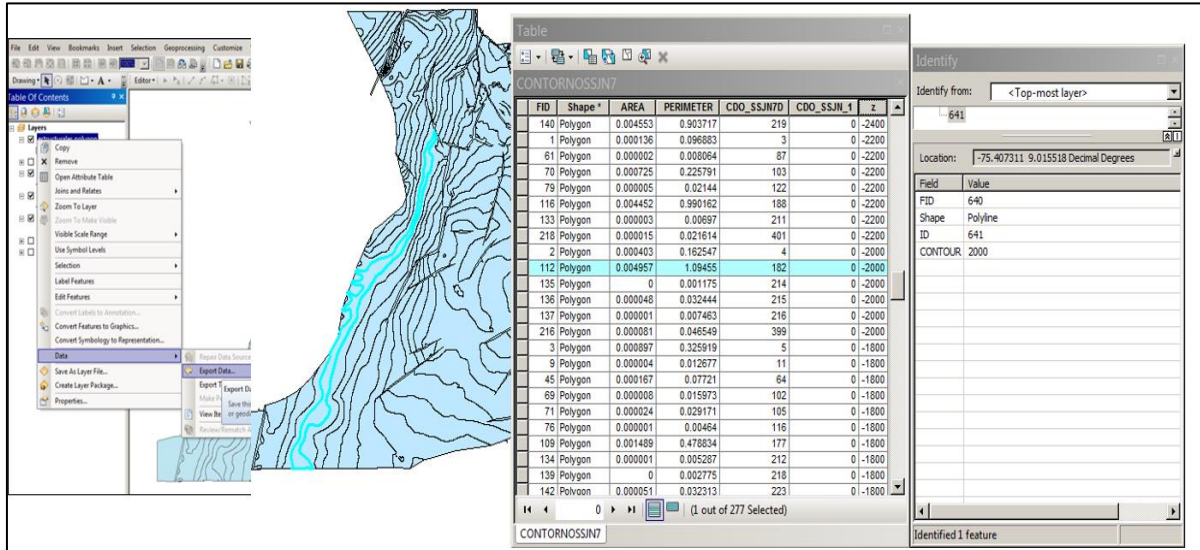 File Edit View Bookmarks Insert Selection Geoprocessing Customize
Drawing
Editor
Table Of Contents
Layers
Copy
Remove
Open Attribute Table
Joins and Relates
Zoom To Layer
Zoom To Make Visible
Visible Scale Range
Use Symbol Levels
Selection
Label Features
Edit Features
Convert Labels to Annotation...
Convert Features to Graphics...
Convert Symbology to Representation...
Data
Save As Layer File...
Create Layer Package...
Properties...
Repair Data Source
Export Data...
Export T
Export Da
Make Pe
Save this
View Ite
or geod
Review/Rematch A
Table
CONTORNOSSJN7
FID Shape * AREA PERIMETER CDO_SSJN7D CDO_SSJN_1 z
140 Polygon 0.004553 0.903717 219 0 -2400
1 Polygon 0.000136 0.096883 3 0 -2200
61 Polygon 0.000002 0.008064 87 0 -2200
70 Polygon 0.000725 0.225791 103 0 -2200
79 Polygon 0.000005 0.02144 122 0 -2200
116 Polygon 0.004452 0.990162 188 0 -2200
133 Polygon 0.000003 0.00697 211 0 -2200
218 Polygon 0.000015 0.021614 401 0 -2200
2 Polygon 0.000403 0.162547 4 0 -2000
112 Polygon 0.004957 1.09455 182 0 -2000
135 Polygon 0 0.001175 214 0 -2000
136 Polygon 0.000048 0.032444 215 0 -2000
137 Polygon 0.000001 0.007463 216 0 -2000
216 Polygon 0.000081 0.046549 399 0 -2000
3 Polygon 0.000897 0.325919 5 0 -1800
9 Polygon 0.000004 0.012677 11 0 -1800
45 Polygon 0.000167 0.07721 64 0 -1800
69 Polygon 0.000008 0.015973 102 0 -1800
71 Polygon 0.000024 0.029171 105 0 -1800
76 Polygon 0.000001 0.00464 116 0 -1800
109 Polygon 0.001489 0.478834 177 0 -1800
134 Polygon 0.000001 0.005287 212 0 -1800
139 Polygon 0 0.002775 218 0 -1800
142 Polygon 0.000051 0.032313 223 0 -1800
0 (1 out of 277 Selected)
CONTORNOSSJN7
Identify
Identify from: <Top-most layer>
641
Location: -75.407311 9.015518 Decimal Degrees
Field Value
FID 640
Shape Polyline
ID 641
CONTOUR 2000
Identified 1 feature